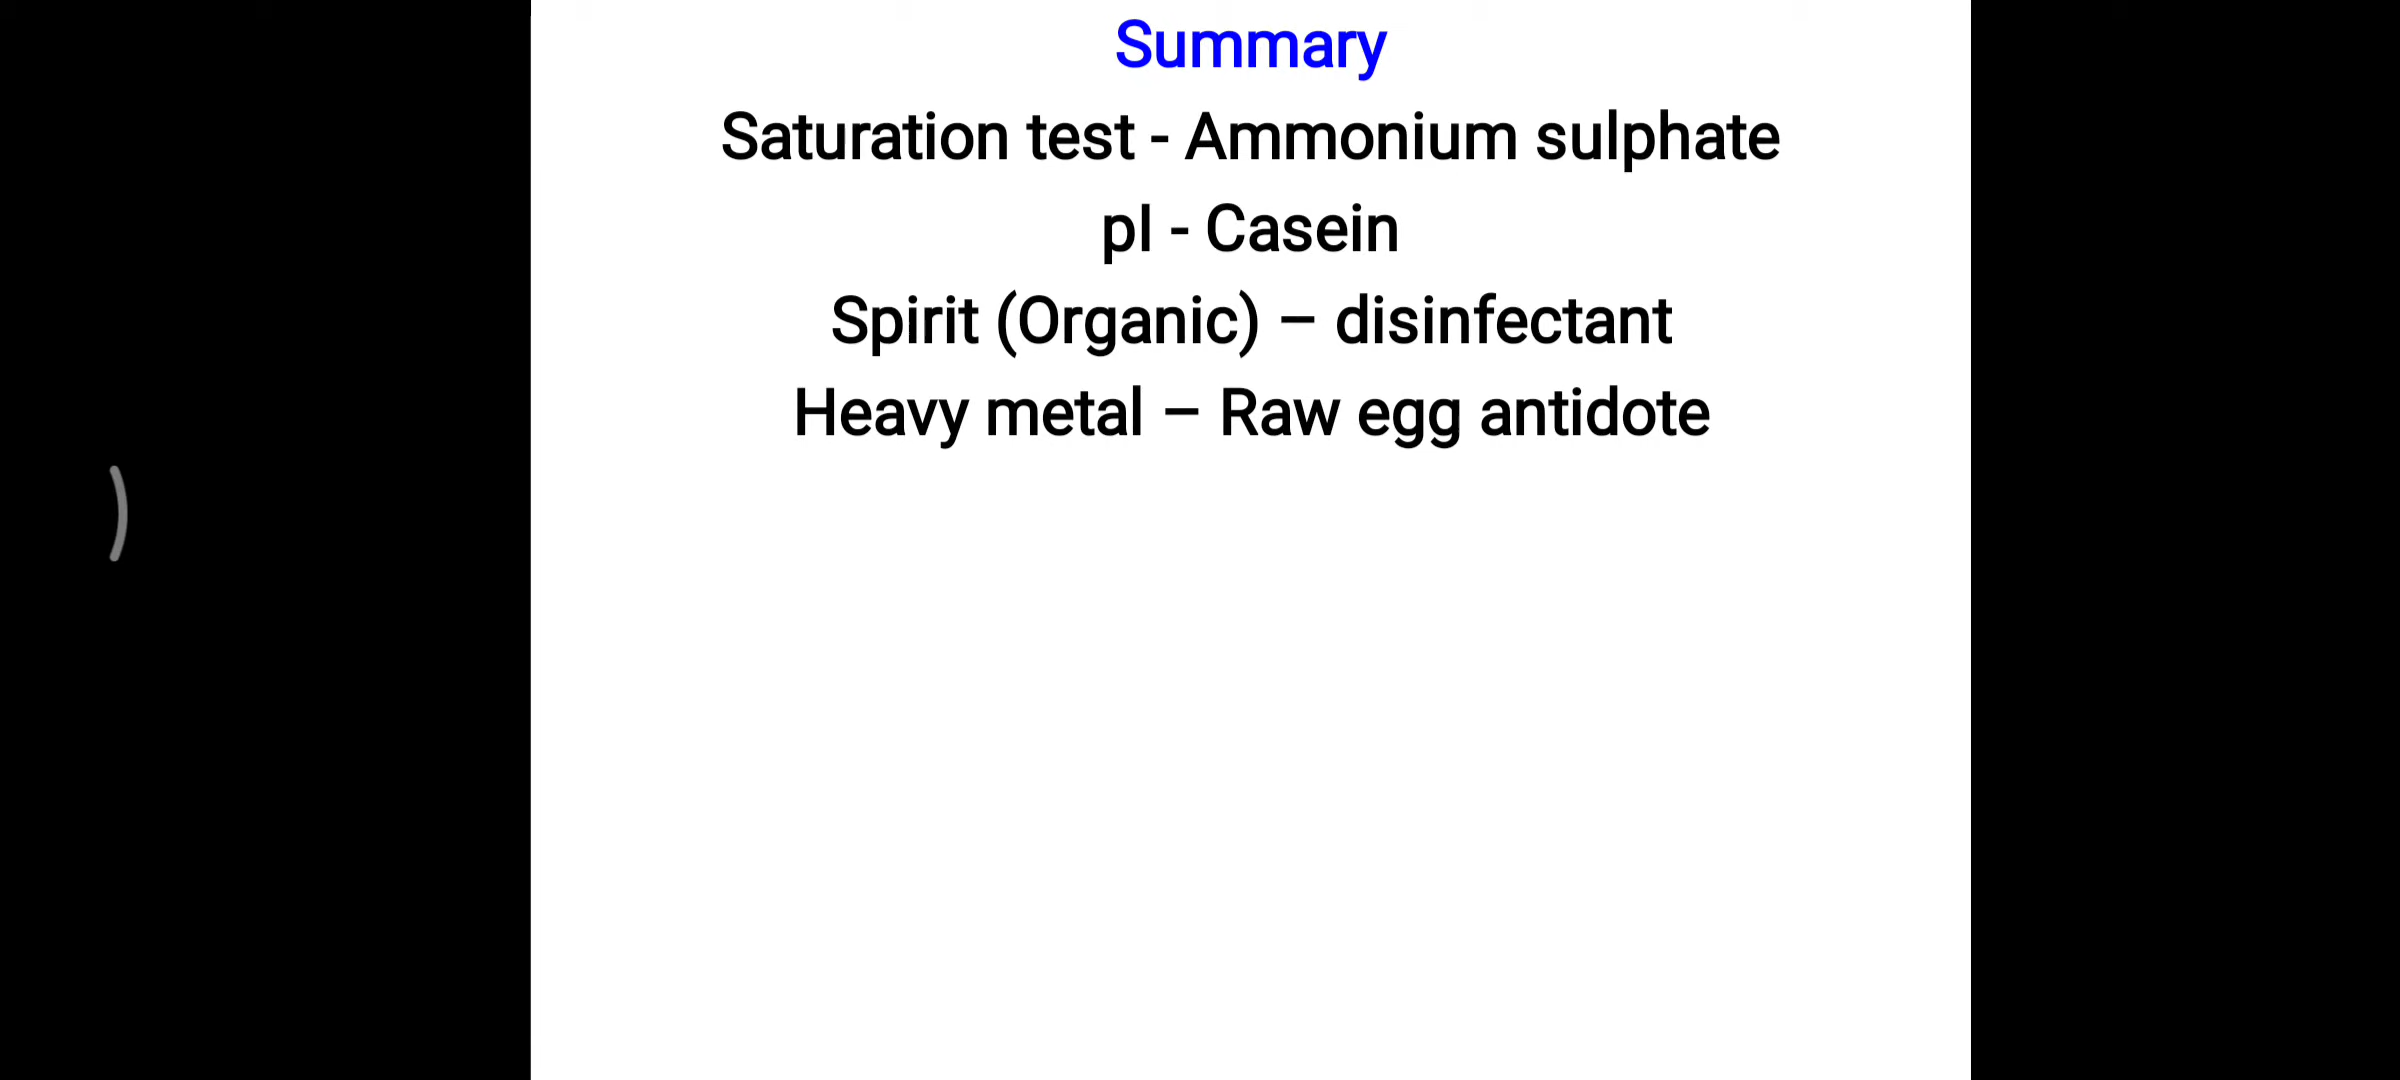 Summary
Saturation test - Ammonium sulphate
pI - Casein
Spirit (Organic) – disinfectant
Heavy metal – Raw egg antidote